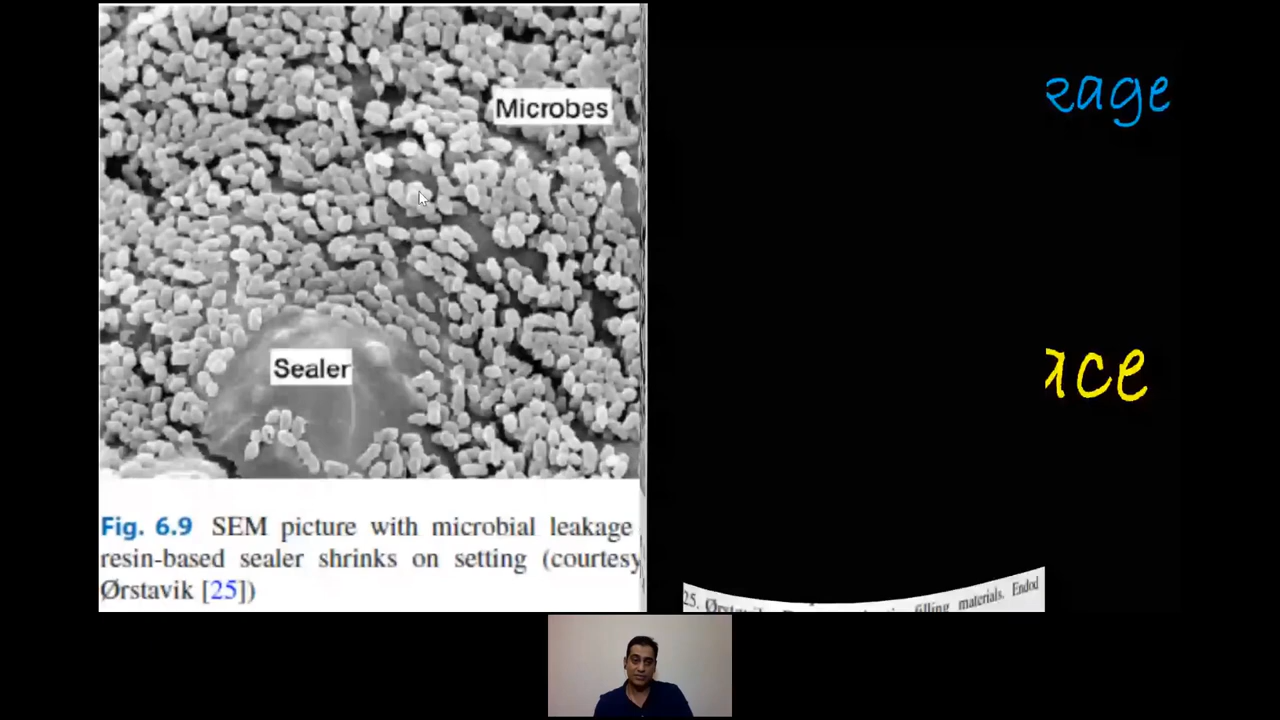 Microbes
Sealer
Fig. 6.9 SEM picture with microbial leakage
resin-based sealer shrinks on setting (courtesy
Ørstavik [25])
zage
ace
25.
filling materials. Endod